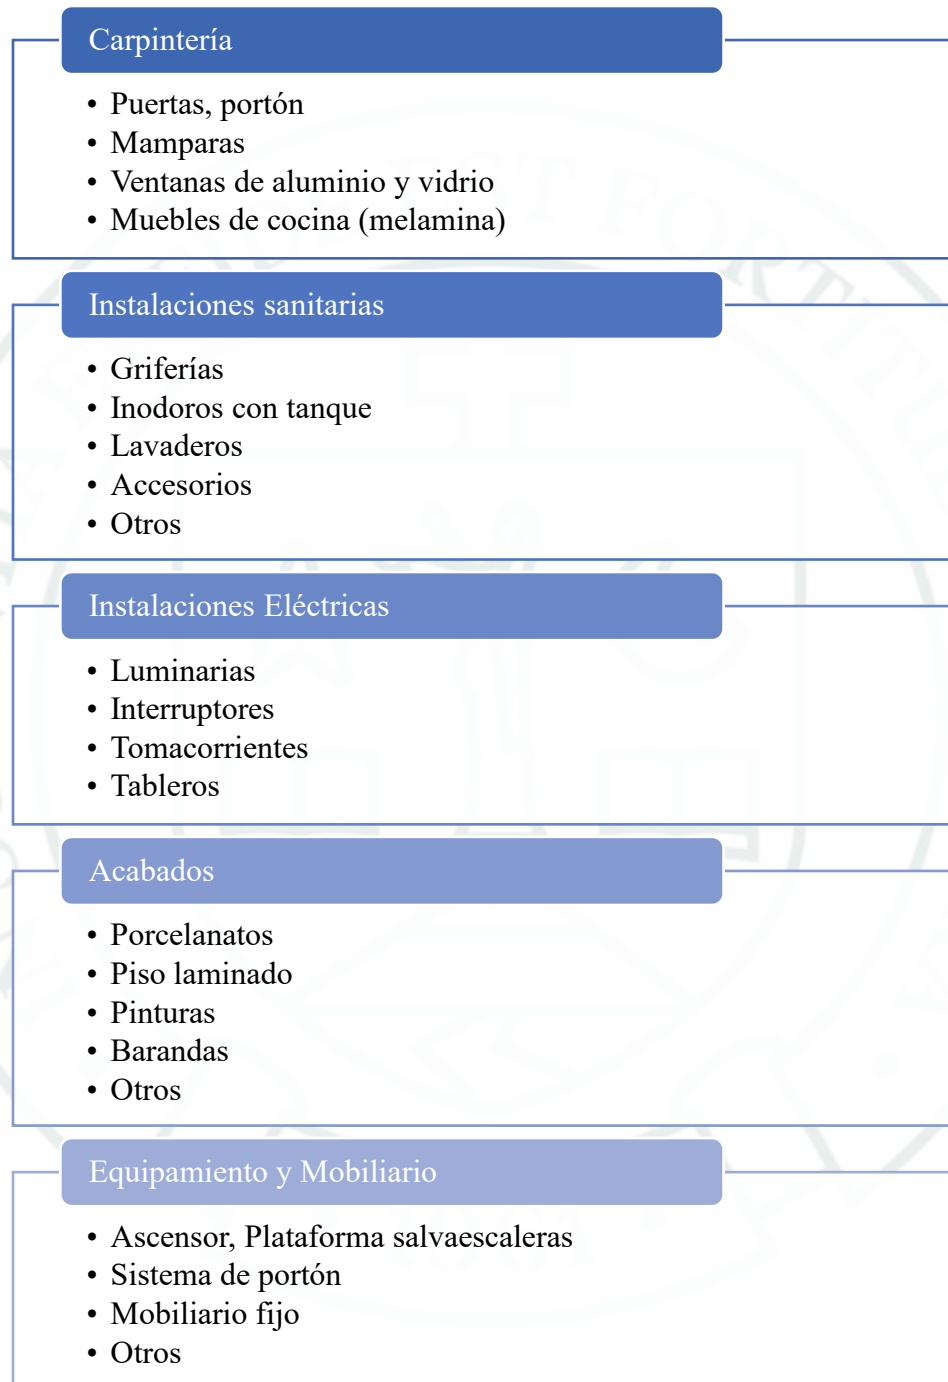 Carpintería
• Puertas, portón
• Mamparas
• Ventanas de aluminio y vidrio
• Muebles de cocina (melamina)
Instalaciones sanitarias
• Griferías
• Inodoros con tanque
• Lavaderos
• Accesorios
• Otros
Instalaciones Eléctricas
• Luminarias
• Interruptores
• Tomacorrientes
• Tableros
Acabados
• Porcelanatos
• Piso laminado
• Pinturas
• Barandas
• Otros
Equipamiento y Mobiliario
• Ascensor, Plataforma salvaescaleras
• Sistema de portón
• Mobiliario fijo
• Otros